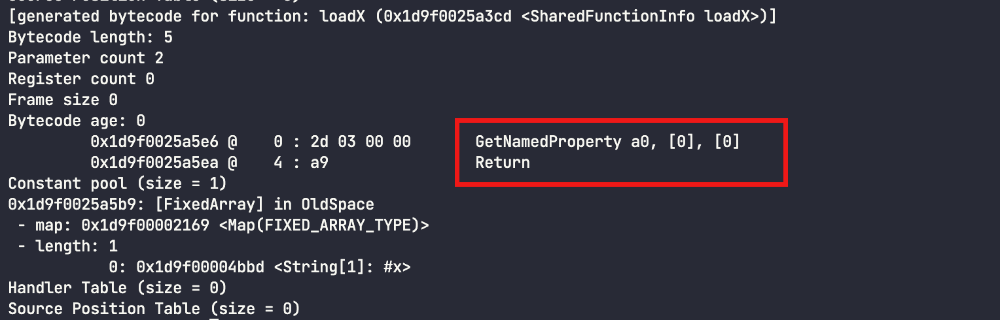 [generated bytecode for function: loadX (0x1d9f0025a3cd <SharedFunctionInfo loadX>)]
Bytecode length: 5
Parameter count 2
Register count 0
Frame size 0
Bytecode age: 0
         0x1d9f0025a5e6 @    0 : 2d 03 00 00       GetNamedProperty a0, [0], [0]
         0x1d9f0025a5ea @    4 : a9                Return
Constant pool (size = 1)
0x1d9f0025a5b9: [FixedArray] in OldSpace
 - map: 0x1d9f00002169 <Map(FIXED_ARRAY_TYPE)>
 - length: 1
           0: 0x1d9f00004bbd <String[1]: #x>
Handler Table (size = 0)
Source Position Table (size = 0)